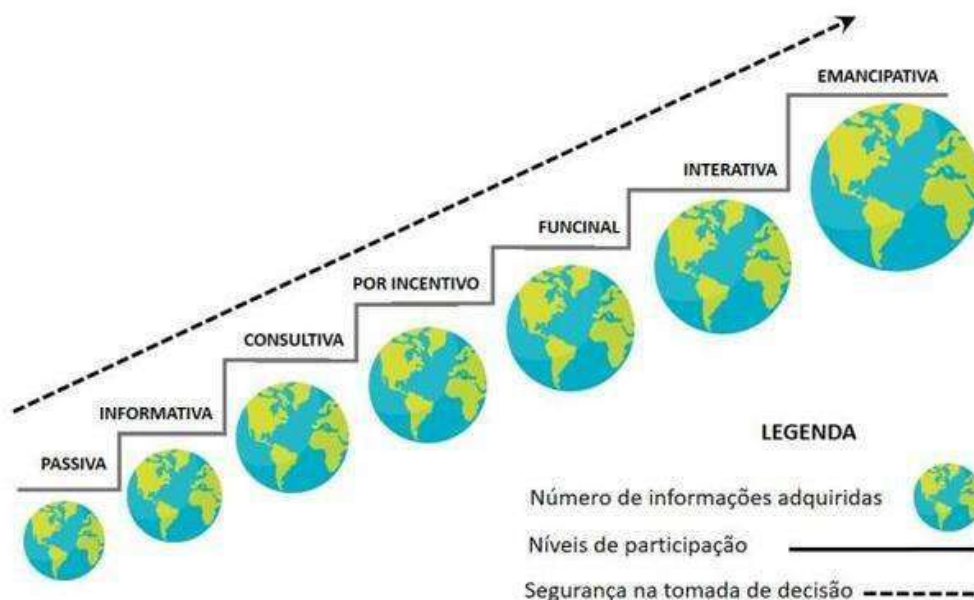 EMANCIPATIVA
INTERATIVA
FUNCINAL
POR INCENTIVO
CONSULTIVA
INFORMATIVA
PASSIVA
LEGENDA
Número de informações adquiridas
Níveis de participação
Segurança na tomada de decisão